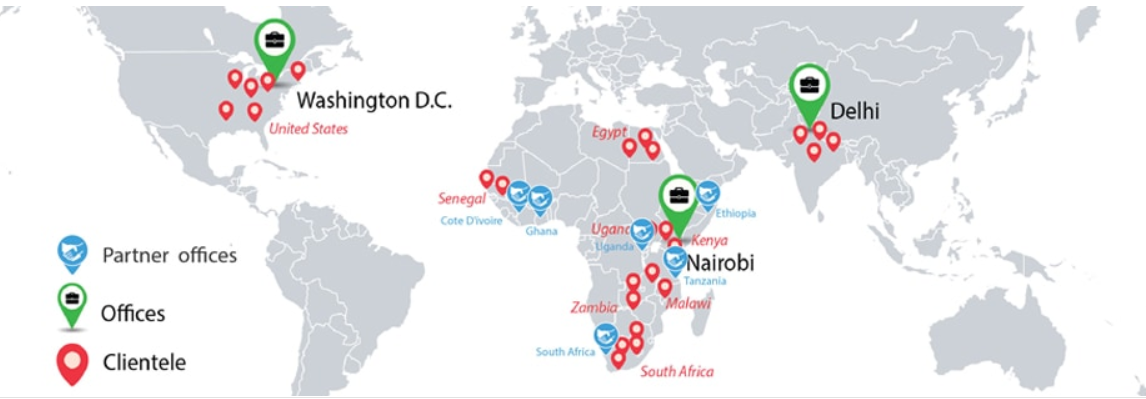 Washington D.C.
United States
Delhi
Egypt
Senegal
Cote D'ivoire
Ghana
Ethiopia
Ugand
Uganda
Kenya
Nairobi
Tanzania
Zambia
Malawi
South Africa
South Africa
Partner offices
Offices
Clientele